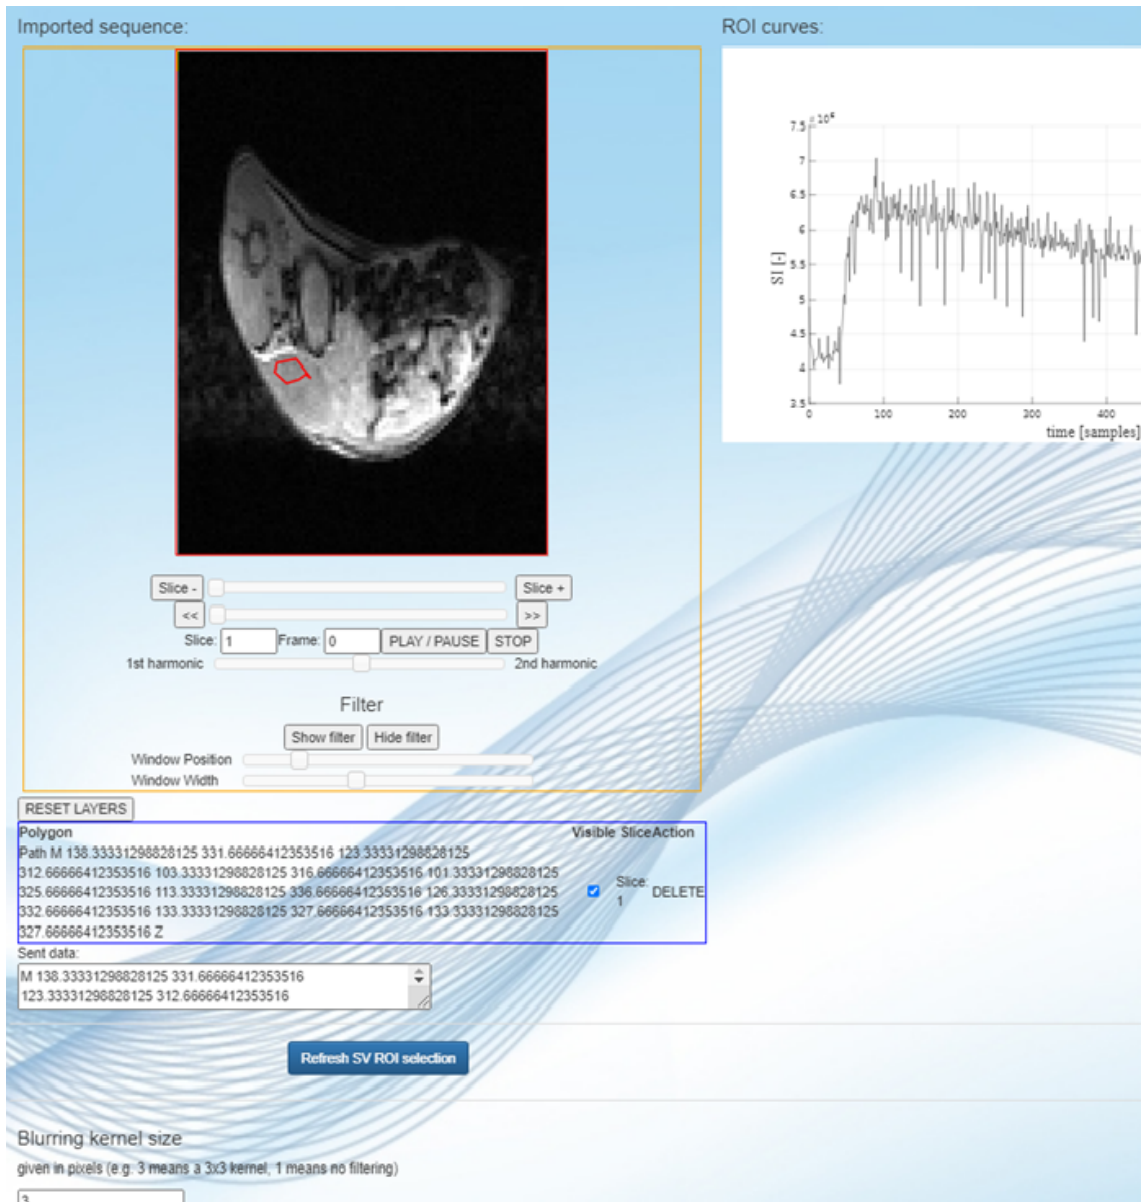 Imported sequence:
ROI curves:
7.5 × 10⁶
7
6.5
6
5.5
5
4.5
3.5
SI [-]
0 100 200 300 400
time [samples]
Slice -
Slice +
<<
>>
Slice: 1 Frame: 0 PLAY / PAUSE STOP
1st harmonic 2nd harmonic
Filter
Show filter Hide filter
Window Position
Window Width
RESET LAYERS
Polygon Visible Slice Action
Path M 138.33331298828125 331.66666412353516 123.33331298828125
312.66666412353516 103.33331298828125 316.66666412353516 101.33331298828125
325.66666412353516 113.33331298828125 336.66666412353516 126.33331298828125
332.66666412353516 133.33331298828125 327.66666412353516 133.33331298828125
327.66666412353516 Z
Slice:
1
DELETE
Sent data:
M 138.33331298828125 331.66666412353516
123.33331298828125 312.66666412353516
Refresh SV ROI selection
Blurring kernel size
given in pixels (e.g. 3 means a 3x3 kernel, 1 means no filtering)
3